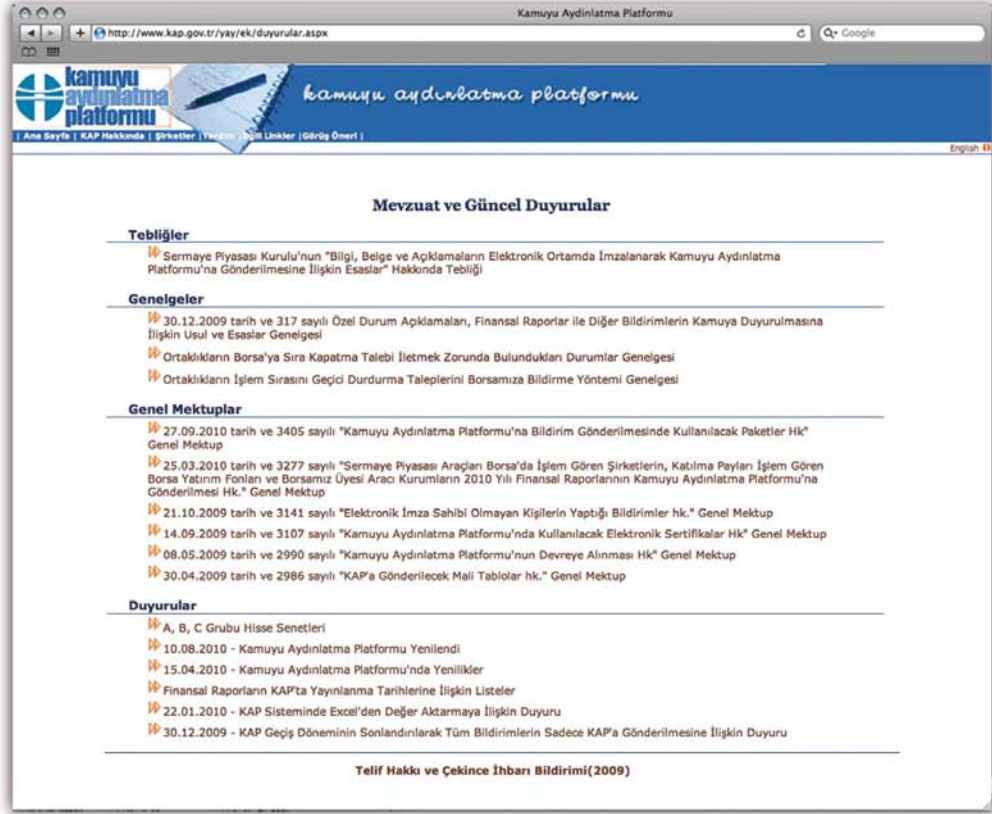 Kamuyu Aydınlatma Platformu
http://www.kap.gov.tr/yay/ek/duyurular.aspx
Google
kamuyu
aydınlatma
platformu
kamuyu aydınlatma platformu
| Ana Sayfa | KAP Hakkında | Şirketler |Yardım |İlgili Linkler |Görüş Öneri |
English
Mevzuat ve Güncel Duyurular
Tebliğler
Sermaye Piyasası Kurulu'nun "Bilgi, Belge ve Açıklamaların Elektronik Ortamda İmzalanarak Kamuyu Aydınlatma
Platformu'na Gönderilmesine İlişkin Esaslar" Hakkında Tebliği
Genelgeler
30.12.2009 tarih ve 317 sayılı Özel Durum Açıklamaları, Finansal Raporlar ile Diğer Bildirimlerin Kamuya Duyurulmasına
İlişkin Usul ve Esaslar Genelgesi
Ortaklıkların Borsa'ya Sıra Kapatma Talebi İletmek Zorunda Bulundukları Durumlar Genelgesi
Ortaklıkların İşlem Sırasını Geçici Durdurma Taleplerini Borsamıza Bildirme Yöntemi Genelgesi
Genel Mektuplar
27.09.2010 tarih ve 3405 sayılı "Kamuyu Aydınlatma Platformu'na Bildirim Gönderilmesinde Kullanılacak Paketler Hk"
Genel Mektup
25.03.2010 tarih ve 3277 sayılı "Sermaye Piyasası Araçları Borsa'da İşlem Gören Şirketlerin, Katılma Payları İşlem Gören
Borsa Yatırım Fonları ve Borsamız Üyesi Aracı Kurumların 2010 Yılı Finansal Raporlarının Kamuyu Aydınlatma Platformu'na
Gönderilmesi Hk." Genel Mektup
21.10.2009 tarih ve 3141 sayılı "Elektronik İmza Sahibi Olmayan Kişilerin Yaptığı Bildirimler hk." Genel Mektup
14.09.2009 tarih ve 3107 sayılı "Kamuyu Aydınlatma Platformu'nda Kullanılacak Elektronik Sertifikalar Hk" Genel Mektup
08.05.2009 tarih ve 2990 sayılı "Kamuyu Aydınlatma Platformu'nun Devreye Alınması Hk" Genel Mektup
30.04.2009 tarih ve 2986 sayılı "KAP'a Gönderilecek Mali Tablolar hk." Genel Mektup
Duyurular
A, B, C Grubu Hisse Senetleri
10.08.2010 - Kamuyu Aydınlatma Platformu Yenilendi
15.04.2010 - Kamuyu Aydınlatma Platformu'nda Yenilikler
Finansal Raporların KAP'ta Yayınlanma Tarihlerine İlişkin Listeler
22.01.2010 - KAP Sisteminde Excel'den Değer Aktarmaya İlişkin Duyuru
30.12.2009 - KAP Geçiş Döneminin Sonlandırılarak Tüm Bildirimlerin Sadece KAP'a Gönderilmesine İlişkin Duyuru
Telif Hakkı ve Çekince İhbarı Bildirimi(2009)